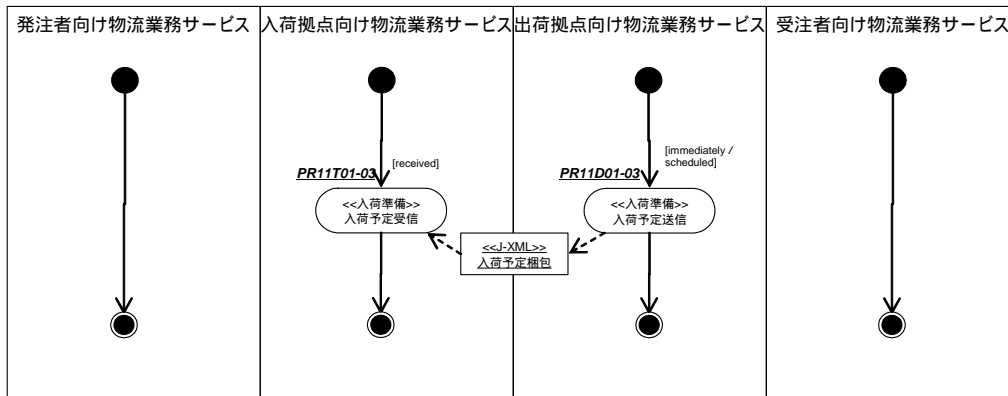 発注者向け物流業務サービス
入荷拠点向け物流業務サービス
出荷拠点向け物流業務サービス
受注者向け物流業務サービス
[received]
PR11T01-03
<<入荷準備>>
入荷予定受信
[immediately /
scheduled]
PR11D01-03
<<入荷準備>>
入荷予定送信
<<J-XML>>
入荷予定梱包